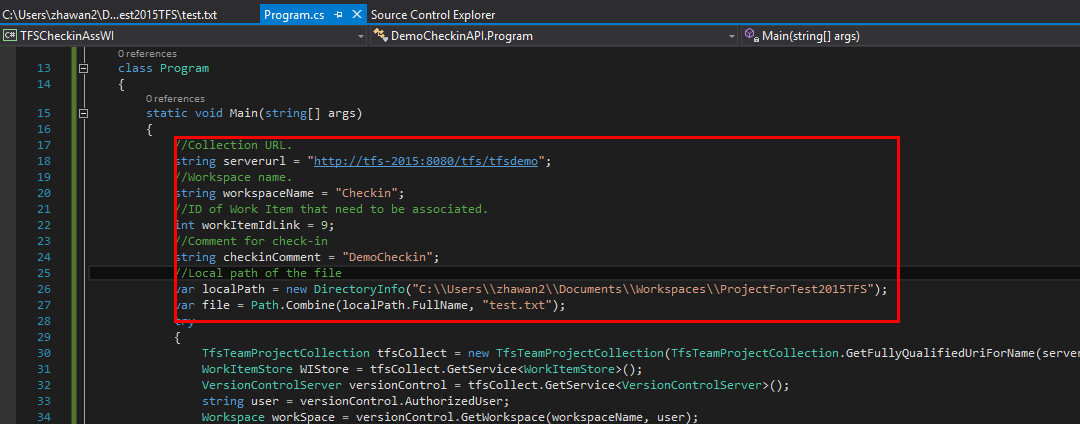 C:\Users\zhawan2\D...est2015TFS\test.txt Program.cs Source Control Explorer
C# TFSCheckinAssWI DemoCheckinAPI.Program Main(string[] args)
0 references
13 class Program
14 {
0 references
15 static void Main(string[] args)
16 {
17 //Collection URL.
18 string serverurl = "http://tfs-2015:8080/tfs/tfsdemo";
19 //Workspace name.
20 string workspaceName = "Checkin";
21 //ID of Work Item that need to be associated.
22 int workItemIdLink = 9;
23 //Comment for check-in
24 string checkinComment = "DemoCheckin";
25 //Local path of the file
26 var localPath = new DirectoryInfo("C:\\Users\\zhawan2\\Documents\\Workspaces\\ProjectForTest2015TFS");
27 var file = Path.Combine(localPath.FullName, "test.txt");
28 try
29 {
30 TfsTeamProjectCollection tfsCollect = new TfsTeamProjectCollection(TfsTeamProjectCollection.GetFullyQualifiedUriForName(server
31 WorkItemStore WIStore = tfsCollect.GetService<WorkItemStore>();
32 VersionControlServer versionControl = tfsCollect.GetService<VersionControlServer>();
33 string user = versionControl.AuthorizedUser;
34 Workspace workSpace = versionControl.GetWorkspace(workspaceName, user);